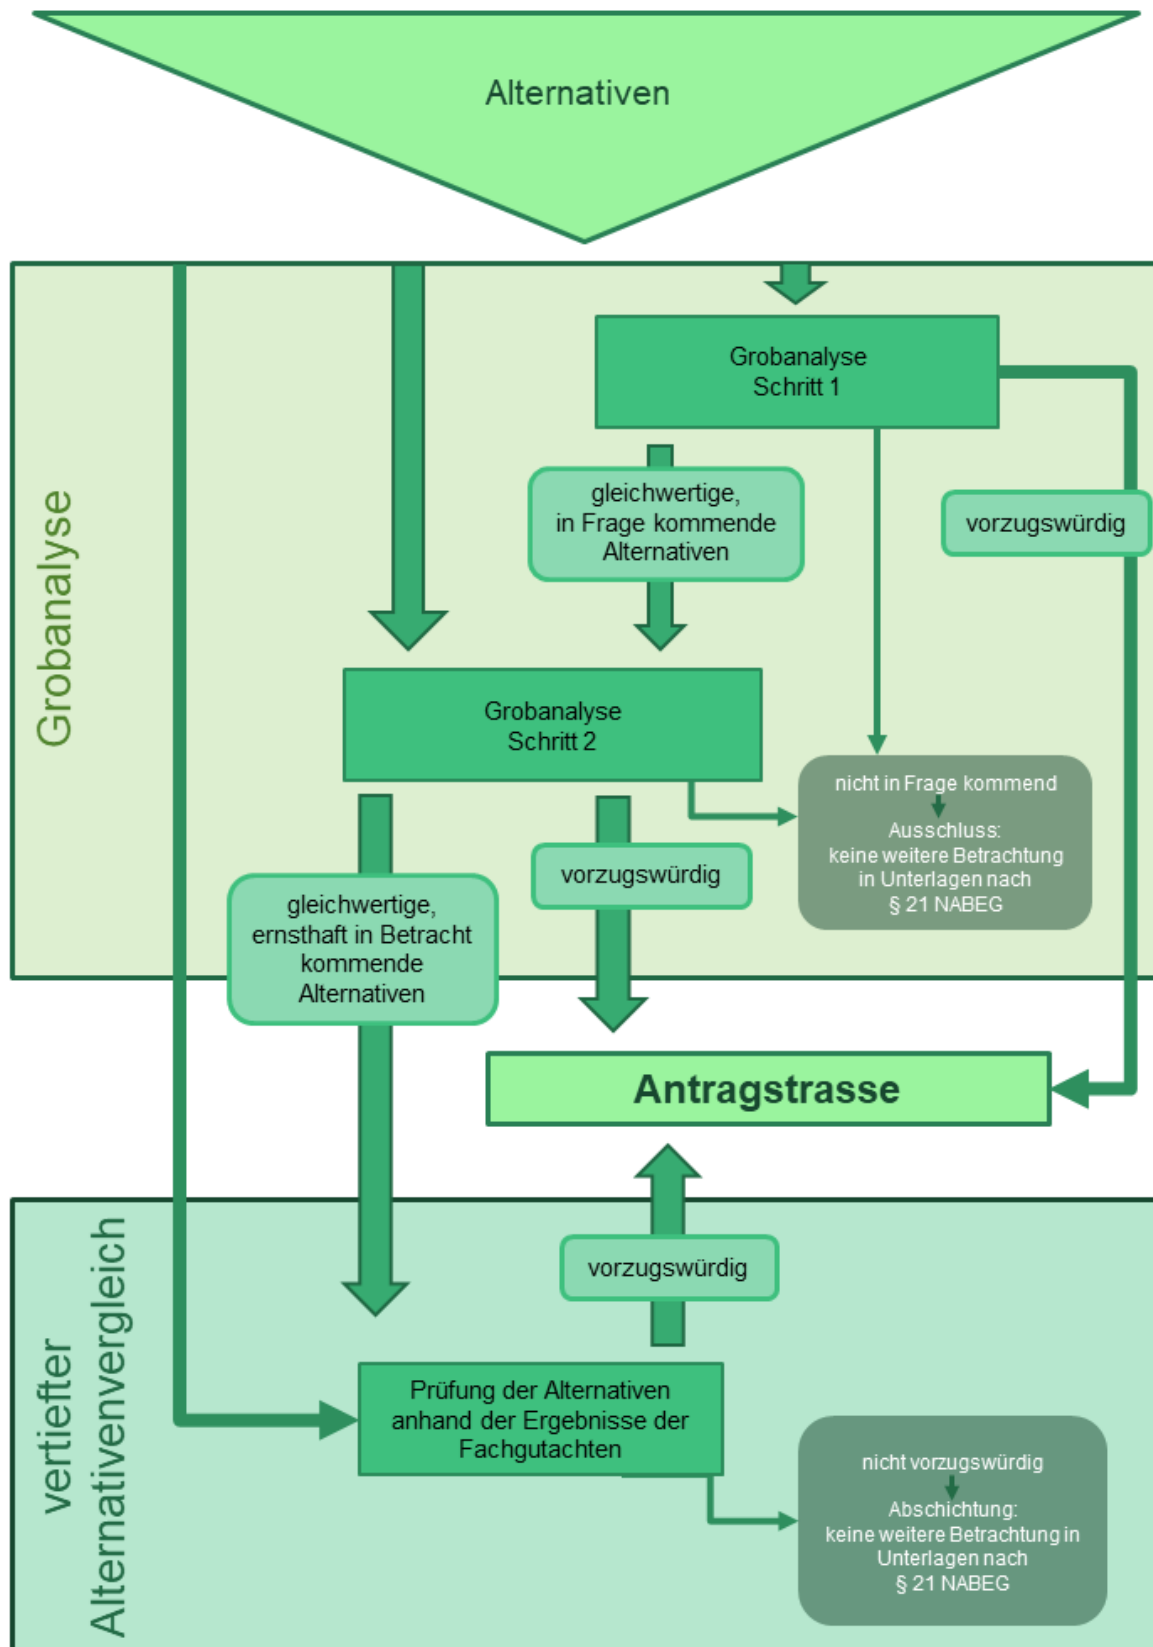 Alternativen
Grobanalyse
Grobanalyse
Schritt 1
gleichwertige,
in Frage kommende
Alternativen
vorzugswürdig
Grobanalyse
Schritt 2
nicht in Frage kommend
Ausschluss:
keine weitere Betrachtung
in Unterlagen nach
§ 21 NABEG
vorzugswürdig
gleichwertige,
ernsthaft in Betracht
kommende
Alternativen
Antragstrasse
vertiefter
Alternativenvergleich
vorzugswürdig
Prüfung der Alternativen
anhand der Ergebnisse der
Fachgutachten
nicht vorzugswürdig
Abschichtung:
keine weitere Betrachtung in
Unterlagen nach
§ 21 NABEG